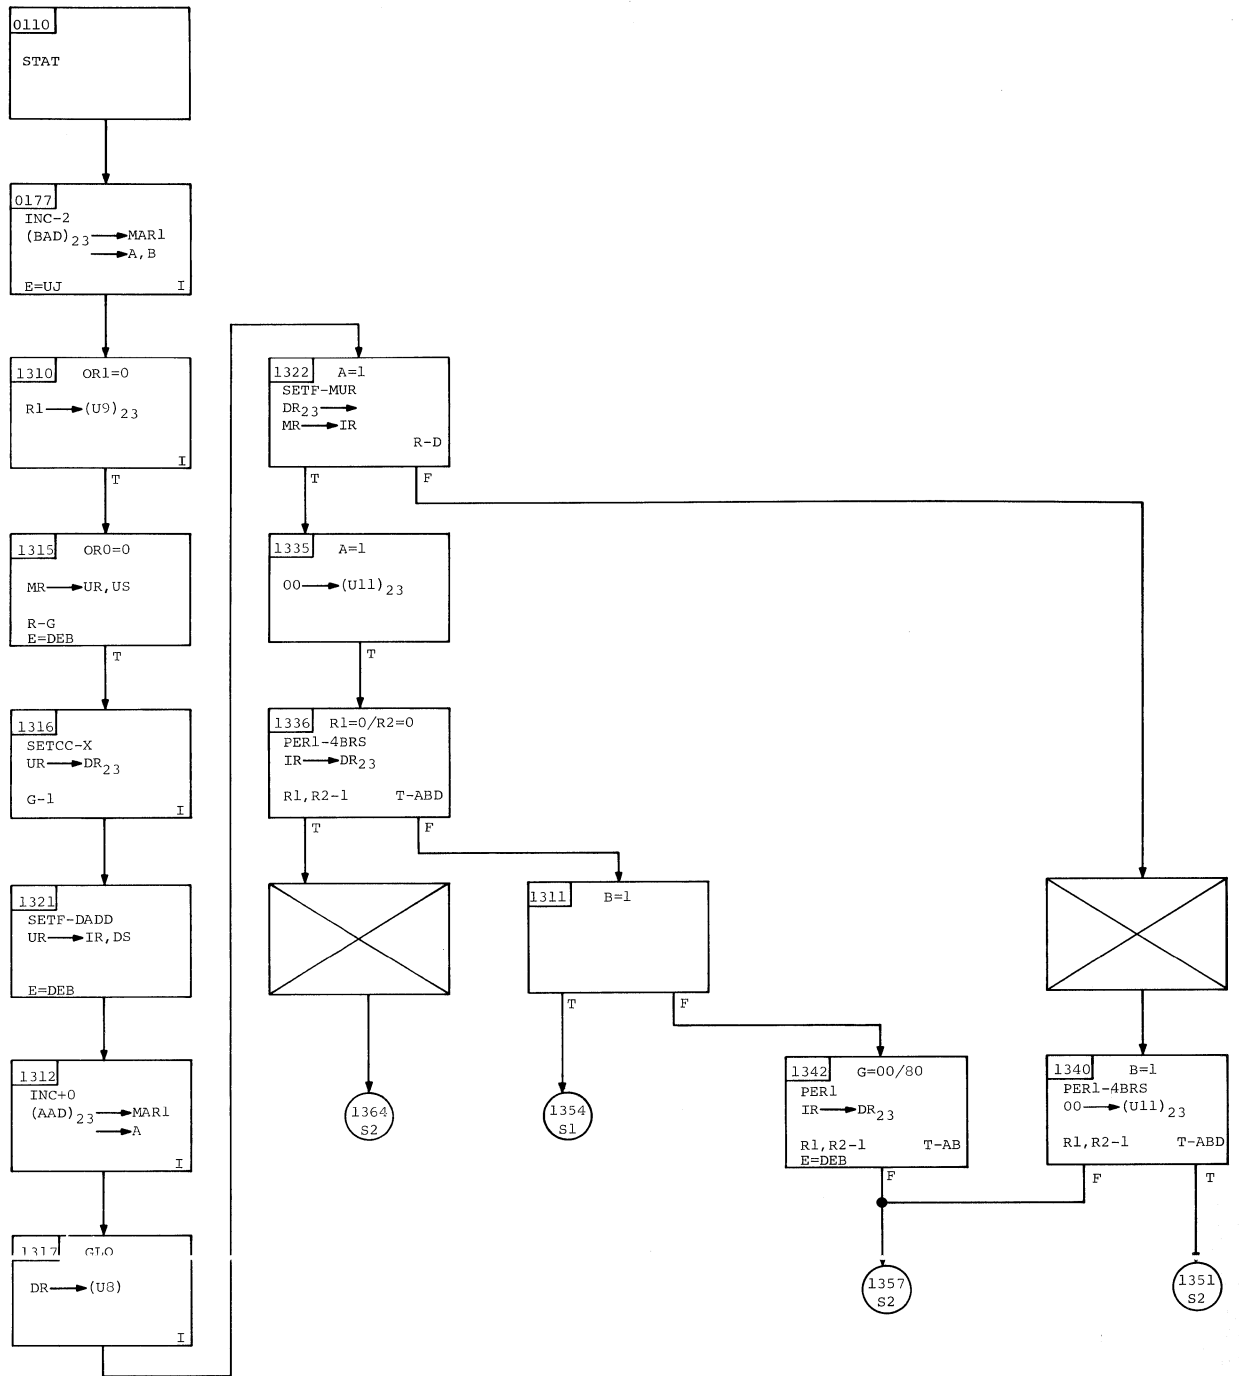 0110
STAT
0177
INC-2
(BAD)23 → MAR1
→ A,B
E=UJ I
1310 OR1=0
R1 → (U9)23
I
T
1315 OR0=0
MR → UR,US
R-G
E=DEB
T
1316
SETCC-X
UR → DR23
G-1 I
1321
SETF-DADD
UR → IR,DS
E=DEB
1312
INC+0
(AAD)23 → MAR1
→ A
I
1317 GLO
DR → (U8)
I
1322 A=1
SETF-MUR
DR23 →
MR → IR
R-D
T F
1335 A=1
00 → (U11)23
T
1336 R1=0/R2=0
PER1-4BRS
IR → DR23
R1,R2-1 T-ABD
T F
1364
S2
1311 B=1
T F
1354
S1
1342 G=00/80
PER1
IR → DR23
R1,R2-1 T-AB
E=DEB
F
1357
S2
1340 B=1
PER1-4BRS
00 → (U11)23
R1,R2-1 T-ABD
F T
1351
S2